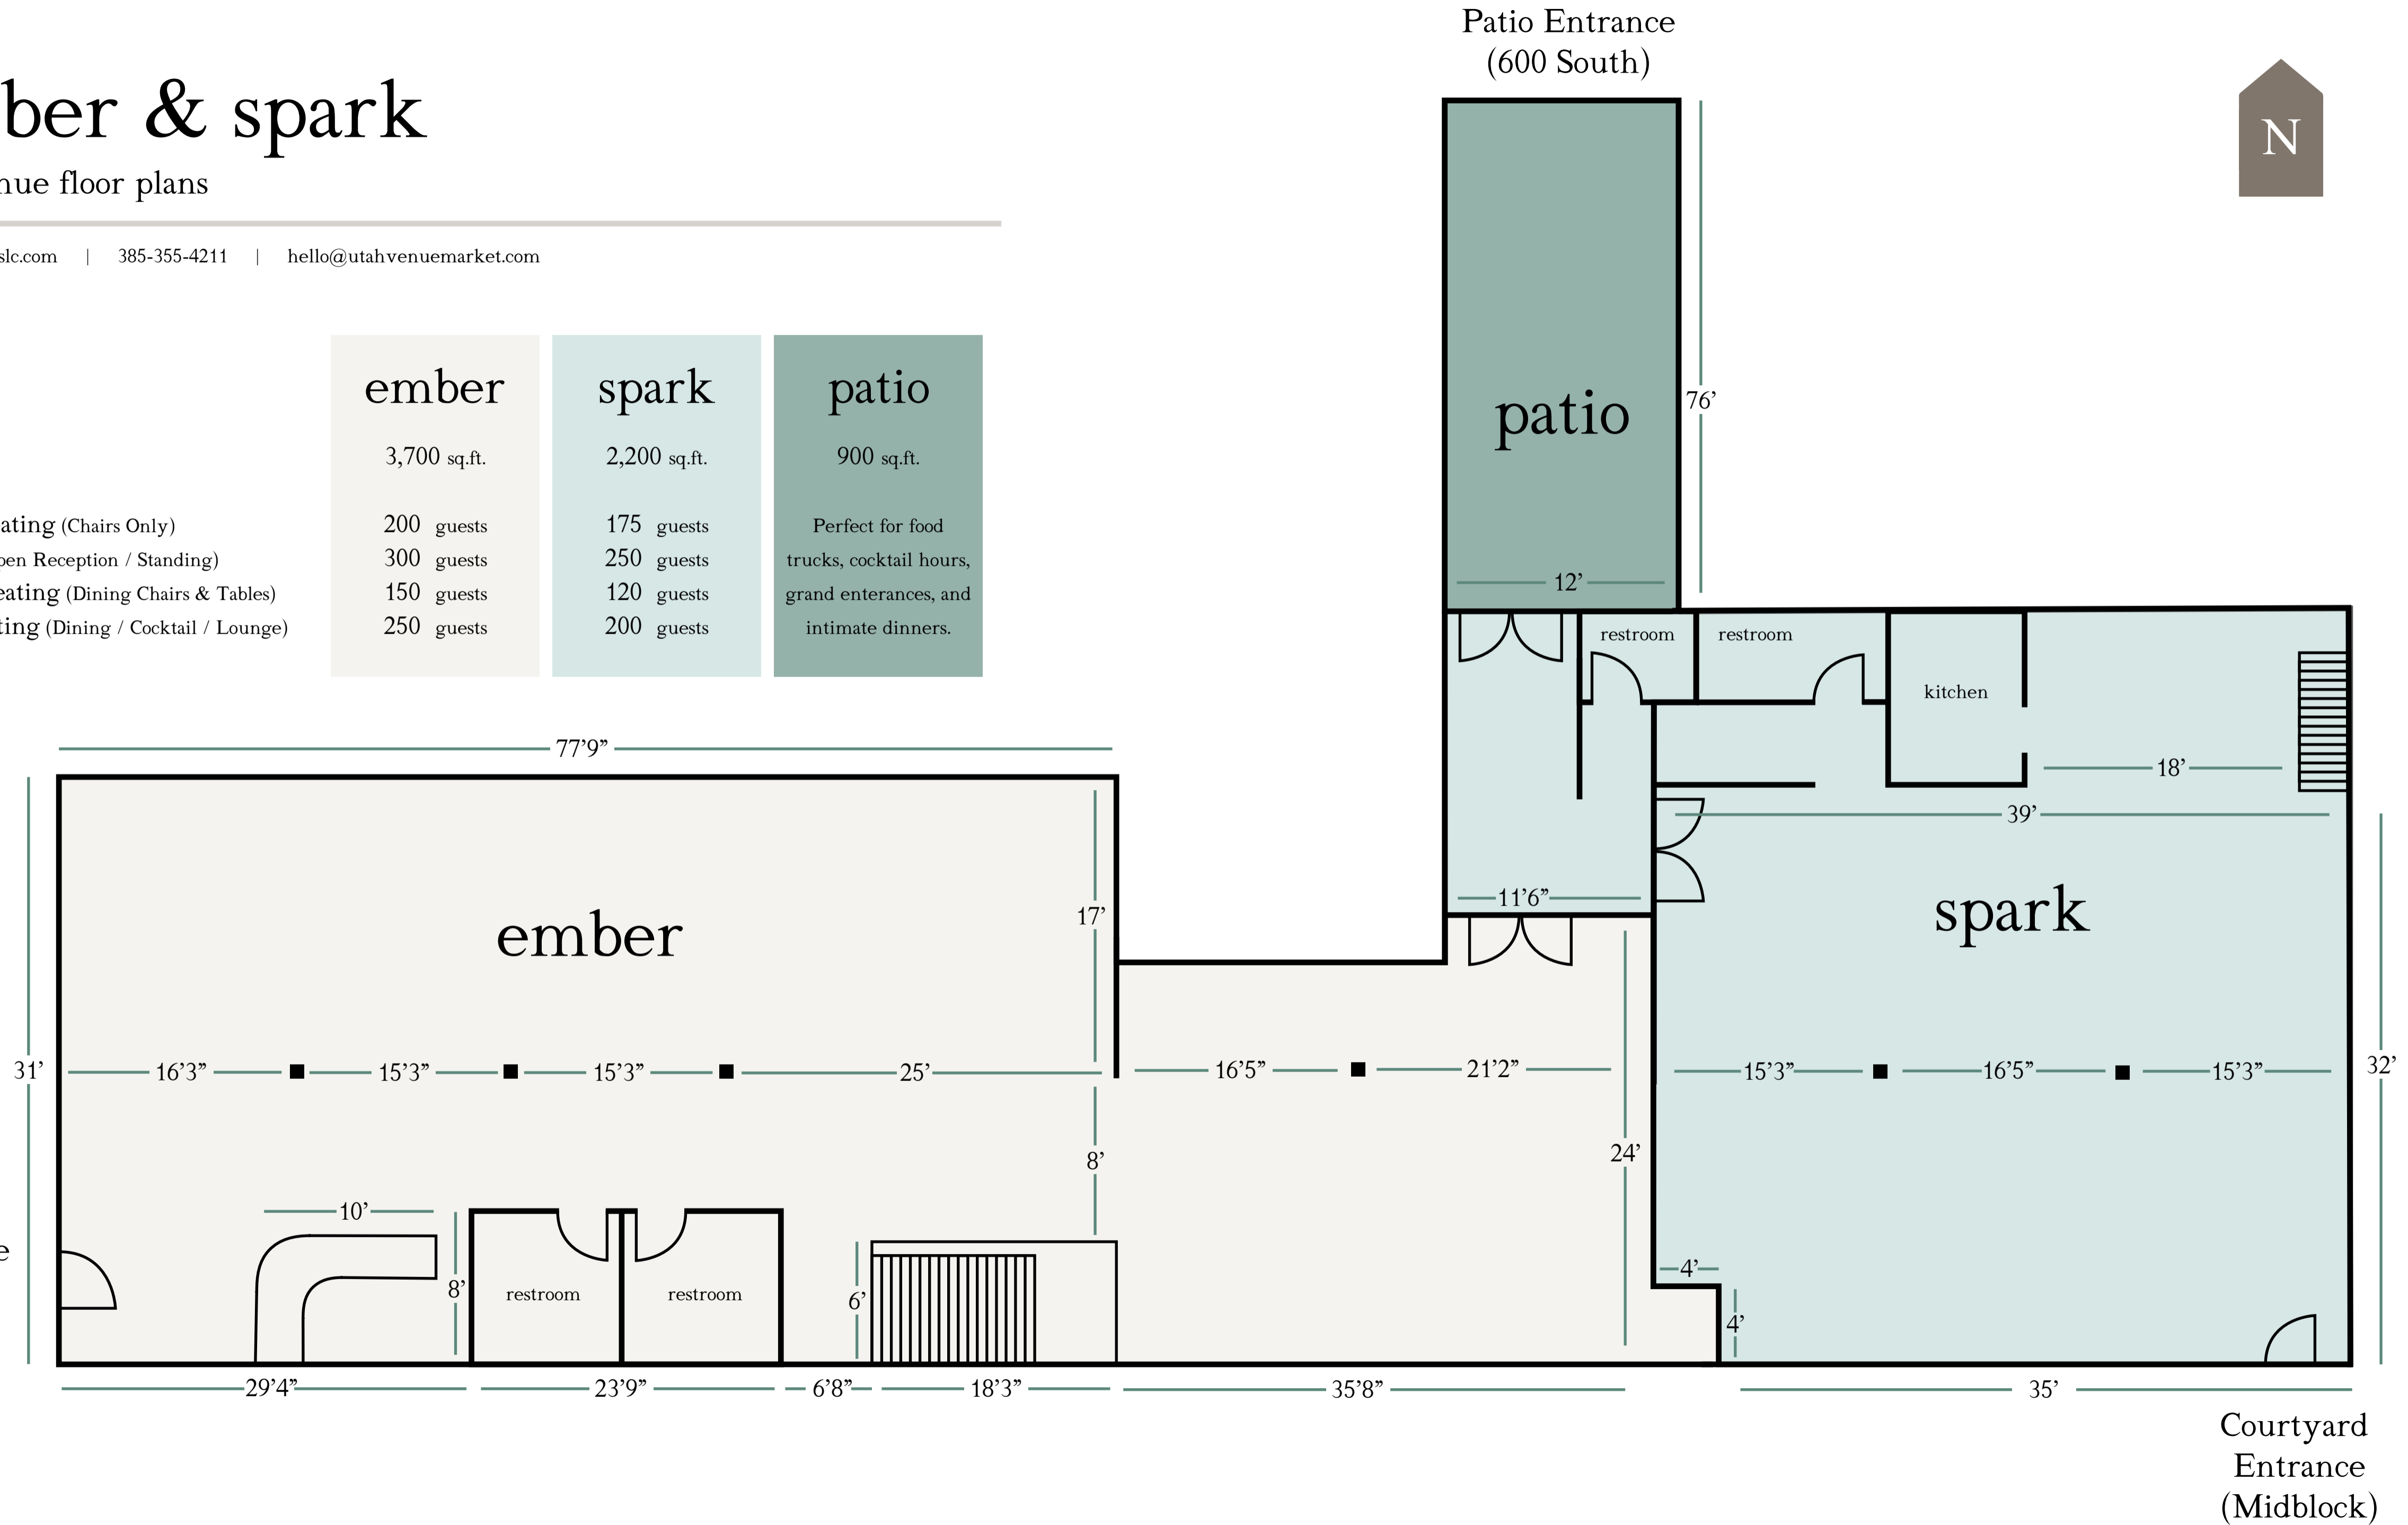 Patio Entrance
(600 South)
N
ber & spark
nue floor plans
slc.com | 385-355-4211 | hello@utahvenuemarket.com
ember
3,700 sq.ft.
200 guests
300 guests
150 guests
250 guests
spark
2,200 sq.ft.
175 guests
250 guests
120 guests
200 guests
patio
900 sq.ft.
Perfect for food
trucks, cocktail hours,
grand enterances, and
intimate dinners.
ating (Chairs Only)
pen Reception / Standing)
eating (Dining Chairs & Tables)
ting (Dining / Cocktail / Lounge)
patio
76’
12’
restroom
restroom
kitchen
18’
39’
11’6”
spark
77’9”
ember
17’
31’
16’3”
15’3”
15’3”
25’
16’5”
21’2”
15’3”
16’5”
15’3”
32’
8’
24’
10’
8’
restroom
restroom
6’
4’
4’
e
29’4”
23’9”
6’8”
18’3”
35’8”
35’
Courtyard
Entrance
(Midblock)